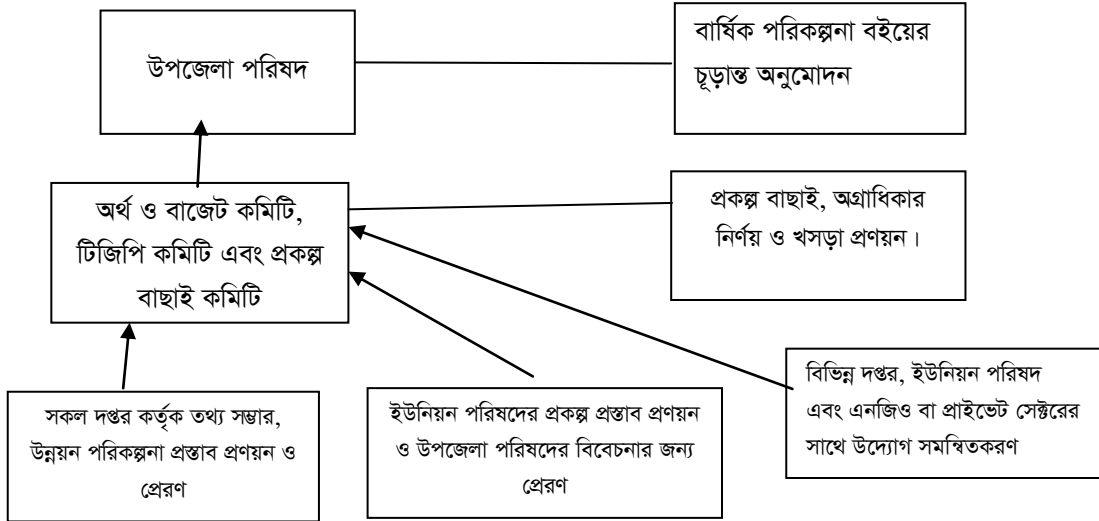 উপজেলা পরিষদ
বার্ষিক পরিকল্পনা বইয়ের
চূড়ান্ত অনুমোদন
অর্থ ও বাজেট কমিটি,
টিজিপি কমিটি এবং প্রকল্প
বাছাই কমিটি
প্রকল্প বাছাই, অগ্রাধিকার
নির্ণয় ও খসড়া প্রণয়ন।
সকল দপ্তর কর্তৃক তথ্য সম্ভার,
উন্নয়ন পরিকল্পনা প্রস্তাব প্রণয়ন ও
প্রেরণ
ইউনিয়ন পরিষদের প্রকল্প প্রস্তাব প্রণয়ন
ও উপজেলা পরিষদের বিবেচনার জন্য
প্রেরণ
বিভিন্ন দপ্তর, ইউনিয়ন পরিষদ
এবং এনজিও বা প্রাইভেট সেক্টরের
সাথে উদ্যোগ সমন্বিতকরণ